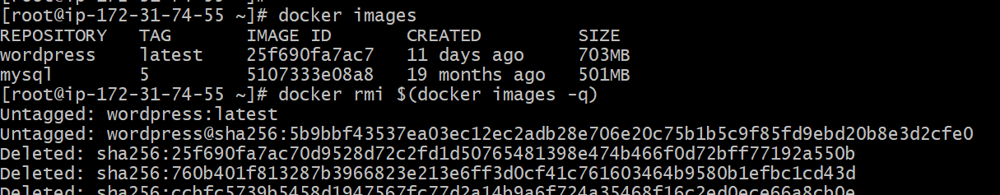 [root@ip-172-31-74-55 ~]# docker images
REPOSITORY   TAG       IMAGE ID       CREATED         SIZE
wordpress    latest    25f690fa7ac7   11 days ago     703MB
mysql        5         5107333e08a8   19 months ago   501MB
[root@ip-172-31-74-55 ~]# docker rmi $(docker images -q)
Untagged: wordpress:latest
Untagged: wordpress@sha256:5b9bbf43537ea03ec12ec2adb28e706e20c75b1b5c9f85fd9ebd20b8e3d2cfe0
Deleted: sha256:25f690fa7ac70d9528d72c2fd1d50765481398e474b466f0d72bff77192a550b
Deleted: sha256:760b401f813287b3966823e213e6ff3d0cf41c761603464b9580b1efbc1cd43d
Deleted: sha256:ccbfc5739b5458d1947567fc77d2a14b9a6f724a35468f16c2ed0ece66a8cb0e